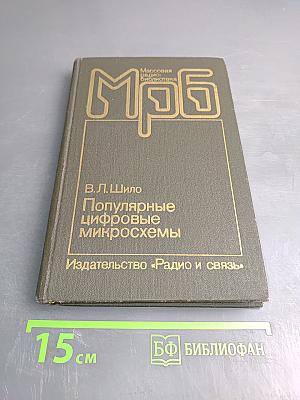 Массовая
радио-
библиотека
МРБ
В.Л.Шило
Популярные
цифровые
микросхемы
Издательство «Радио и связь»
15 см
БФ БИБЛИОФАН